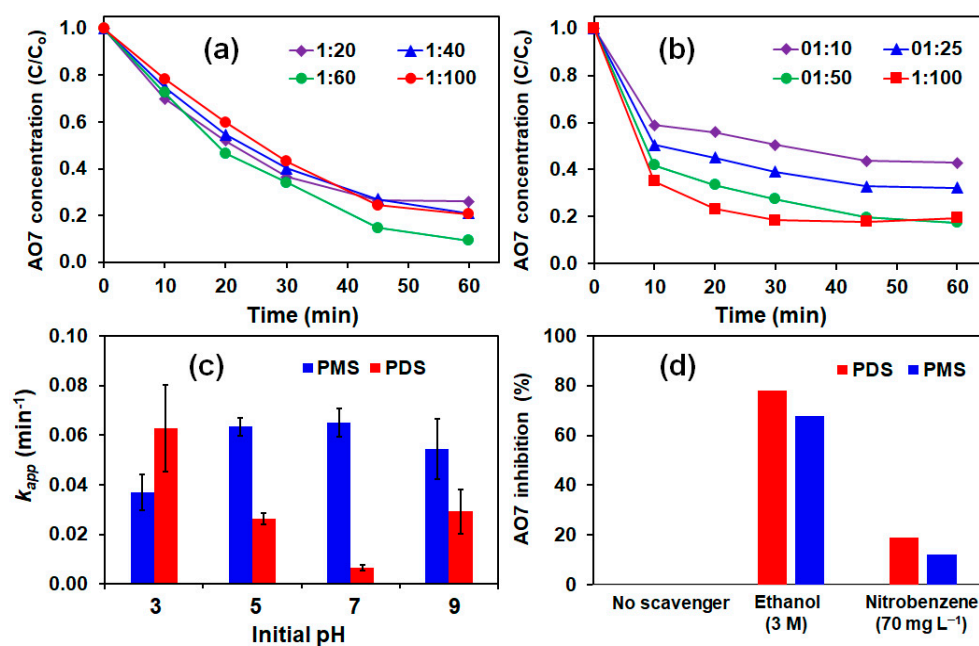 (a)
1:20
1:40
1:60
1:100
AO7 concentration (C/Co)
1.0
0.8
0.6
0.4
0.2
0.0
0 10 20 30 40 50 60
Time (min)
(b)
01:10
01:25
01:50
1:100
AO7 concentration (C/Co)
1.0
0.8
0.6
0.4
0.2
0.0
0 10 20 30 40 50 60
Time (min)
(c)
PMS
PDS
kapp (min⁻¹)
0.10
0.08
0.06
0.04
0.02
0.00
3 5 7 9
Initial pH
(d)
PDS
PMS
AO7 inhibition (%)
100
80
60
40
20
0
No scavenger
Ethanol
(3 M)
Nitrobenzene
(70 mg L⁻¹)